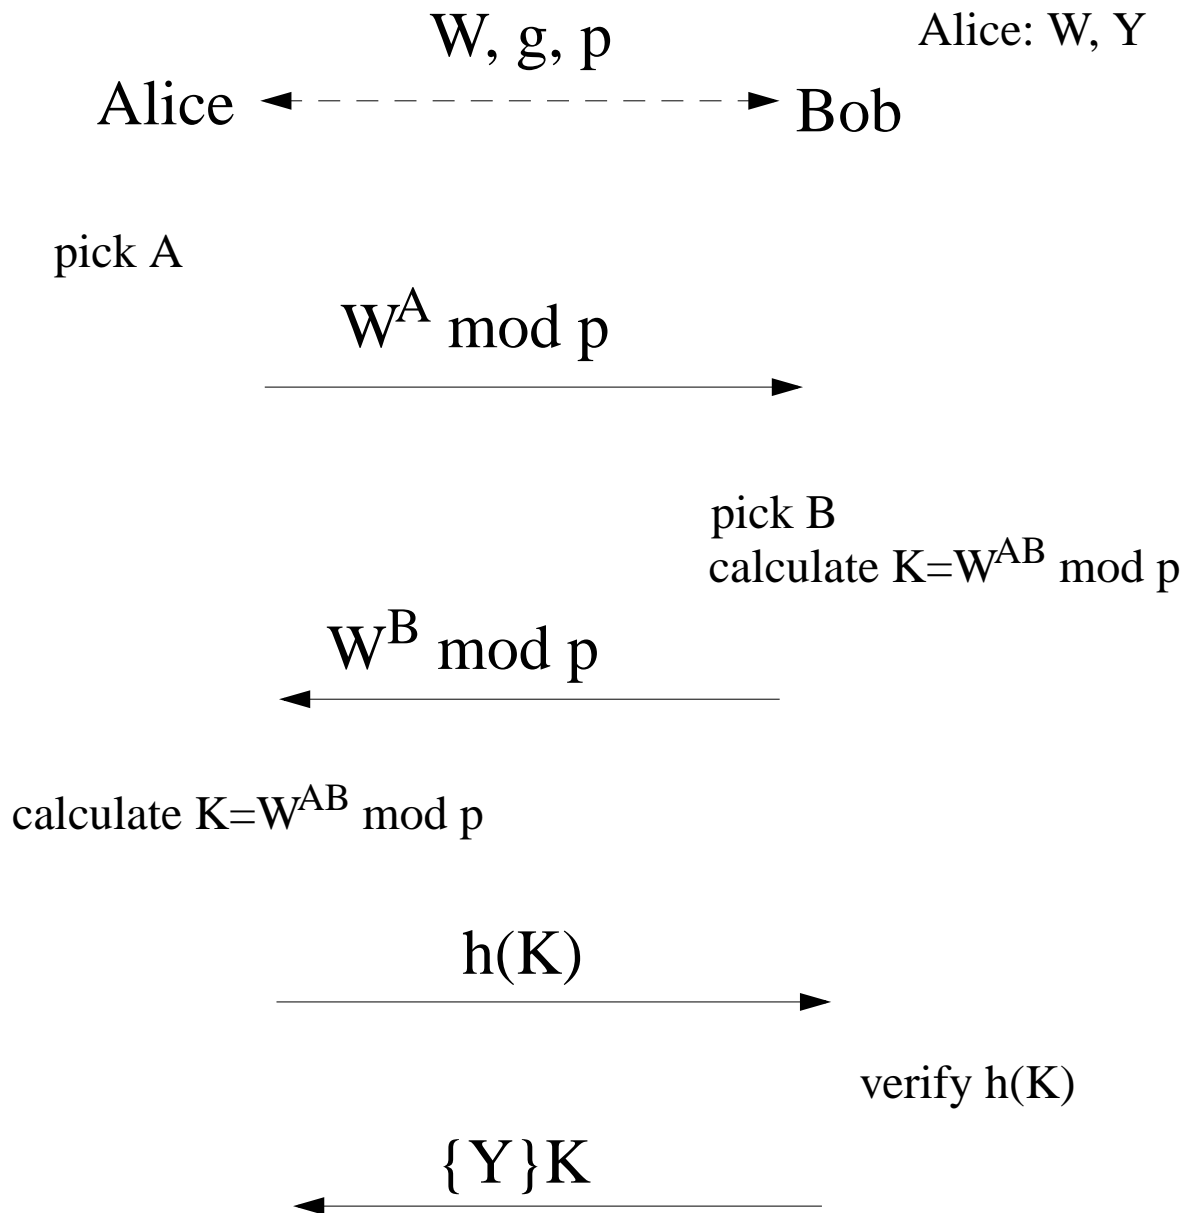 W, g, p
Alice: W, Y
Alice
Bob
pick A
W^A mod p
pick B
calculate K=W^AB mod p
W^B mod p
calculate K=W^AB mod p
h(K)
verify h(K)
{Y}K